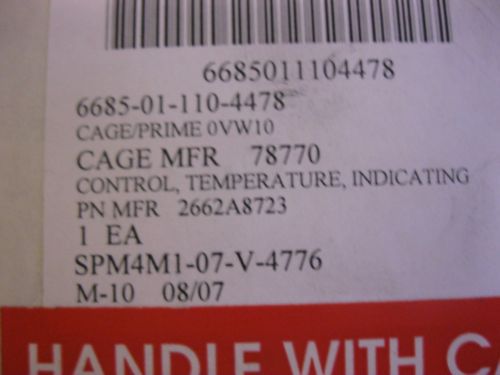 6685011104478
6685-01-110-4478
CAGE/PRIME 0VW10
CAGE MFR 78770
CONTROL, TEMPERATURE, INDICATING
PN MFR 2662A8723
1 EA
SPM4M1-07-V-4776
M-10 08/07
HANDLE WITH CA